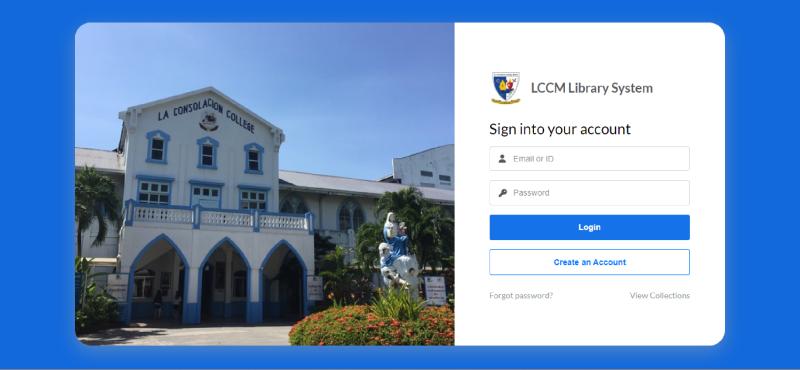 LA CONSOLACION COLLEGE
LCCM Library System
Sign into your account
Email or ID
Password
Login
Create an Account
Forgot password?
View Collections